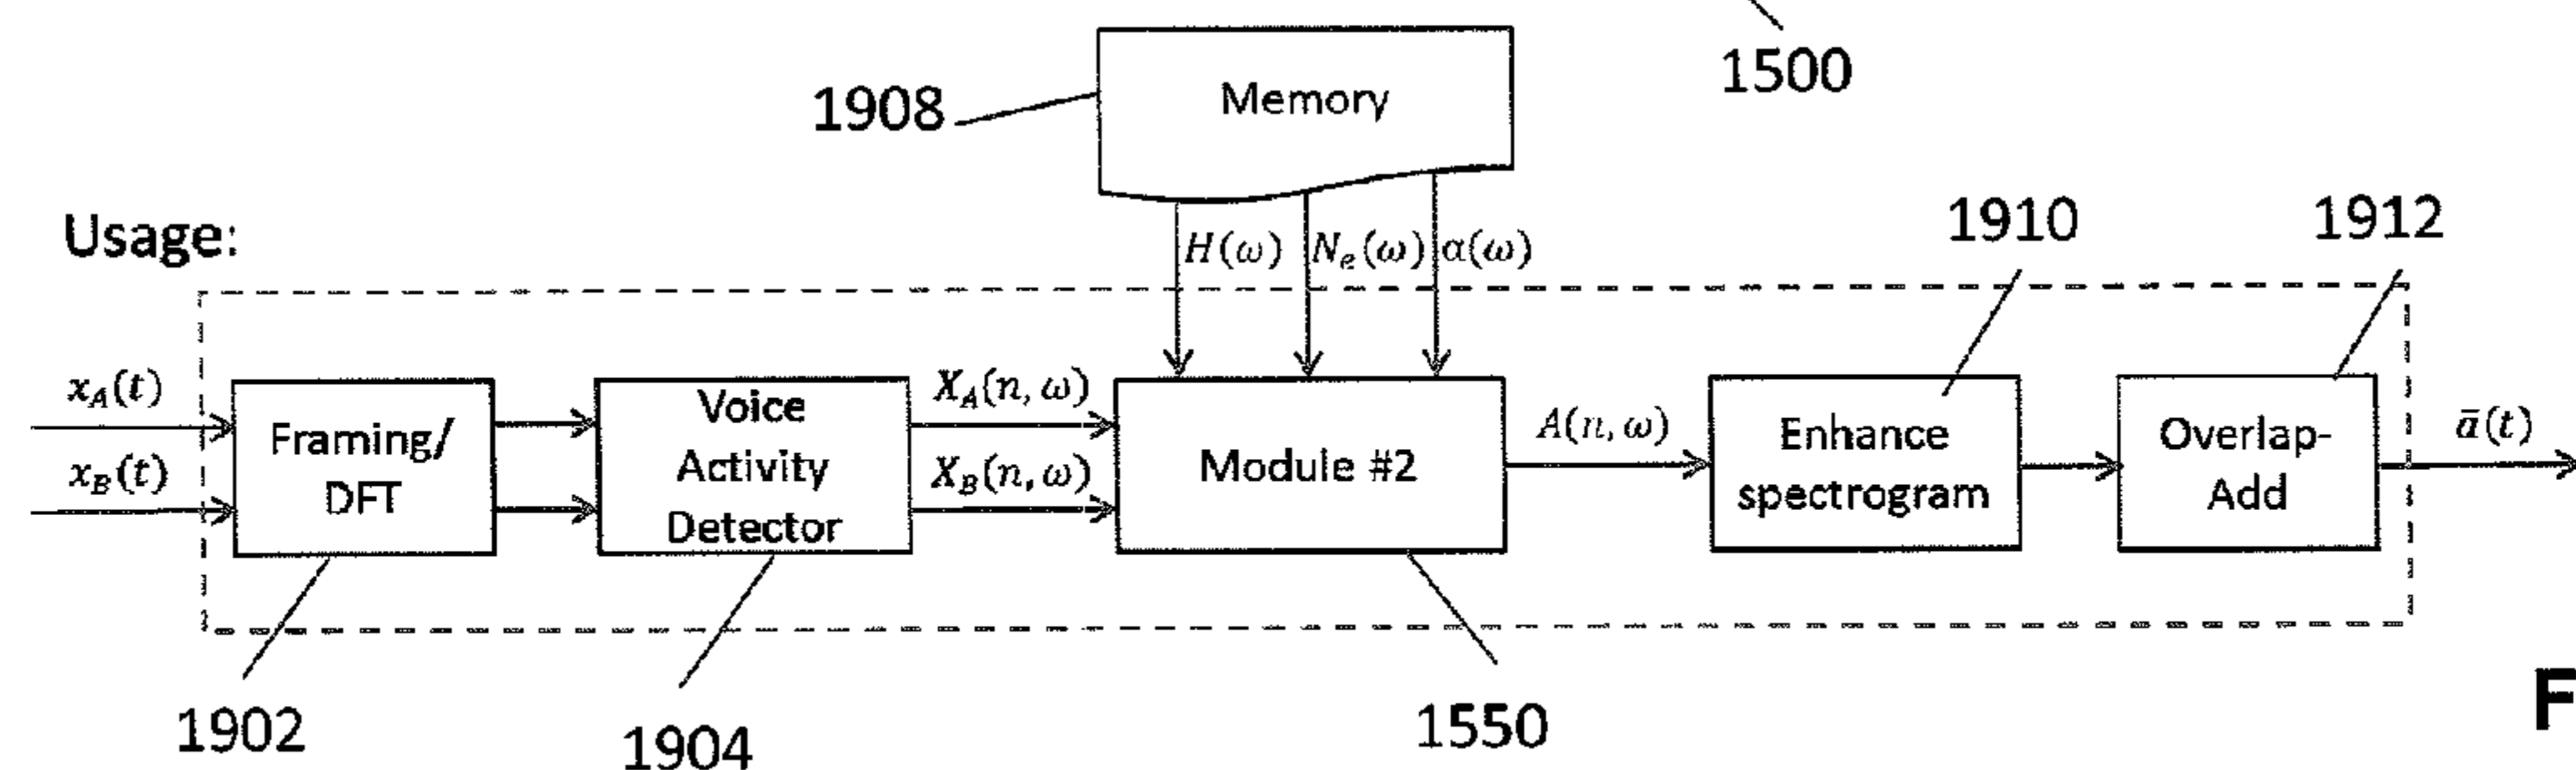 1500
1908
Memory
Usage:
H(ω)
N_e(ω)
α(ω)
1910
1912
x_A(t)
x_B(t)
Framing/
DFT
Voice
Activity
Detector
X_A(n, ω)
X_B(n, ω)
Module #2
A(n, ω)
Enhance
spectrogram
Overlap-
Add
ā(t)
1902
1904
1550
F